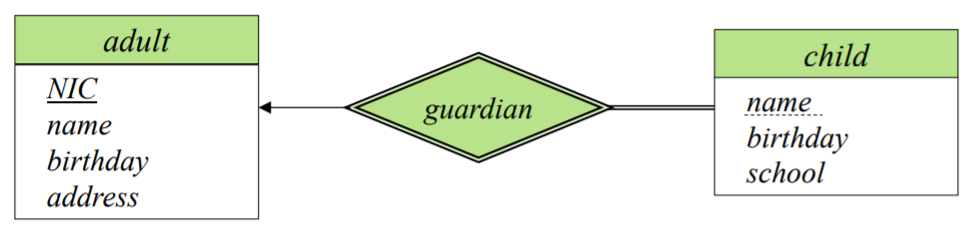 adult
NIC
name
birthday
address
guardian
child
name
birthday
school